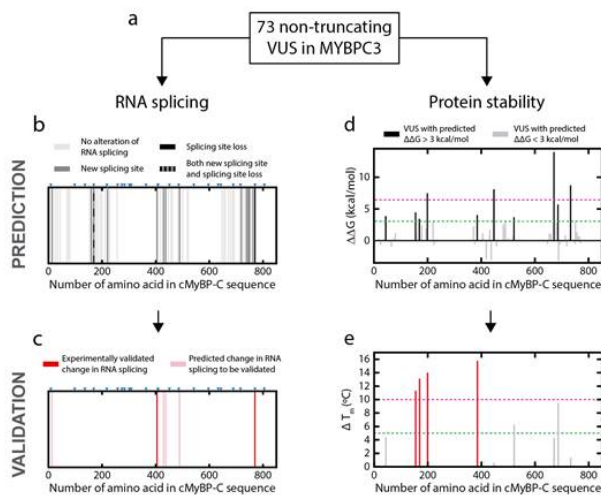 a
73 non-truncating
VUS in MYBPC3
RNA splicing
Protein stability
PREDICTION
b
No alteration of
RNA splicing
Splicing site loss
New splicing site
Both new splicing site
and splicing site loss
0 200 400 600 800
Number of amino acid in cMyBP-C sequence
d
VUS with predicted
ΔΔG > 3 kcal/mol
VUS with predicted
ΔΔG < 3 kcal/mol
ΔΔG (kcal/mol)
10
5
0
0 200 400 600 800
Number of amino acid in cMyBP-C sequence
VALIDATION
c
Experimentally validated
change in RNA splicing
Predicted change in RNA
splicing to be validated
0 200 400 600 800
Number of amino acid in cMyBP-C sequence
e
Δ Tm (ºC)
16
14
12
10
8
6
4
2
0
0 200 400 600 800
Number of amino acid in cMyBP-C sequence